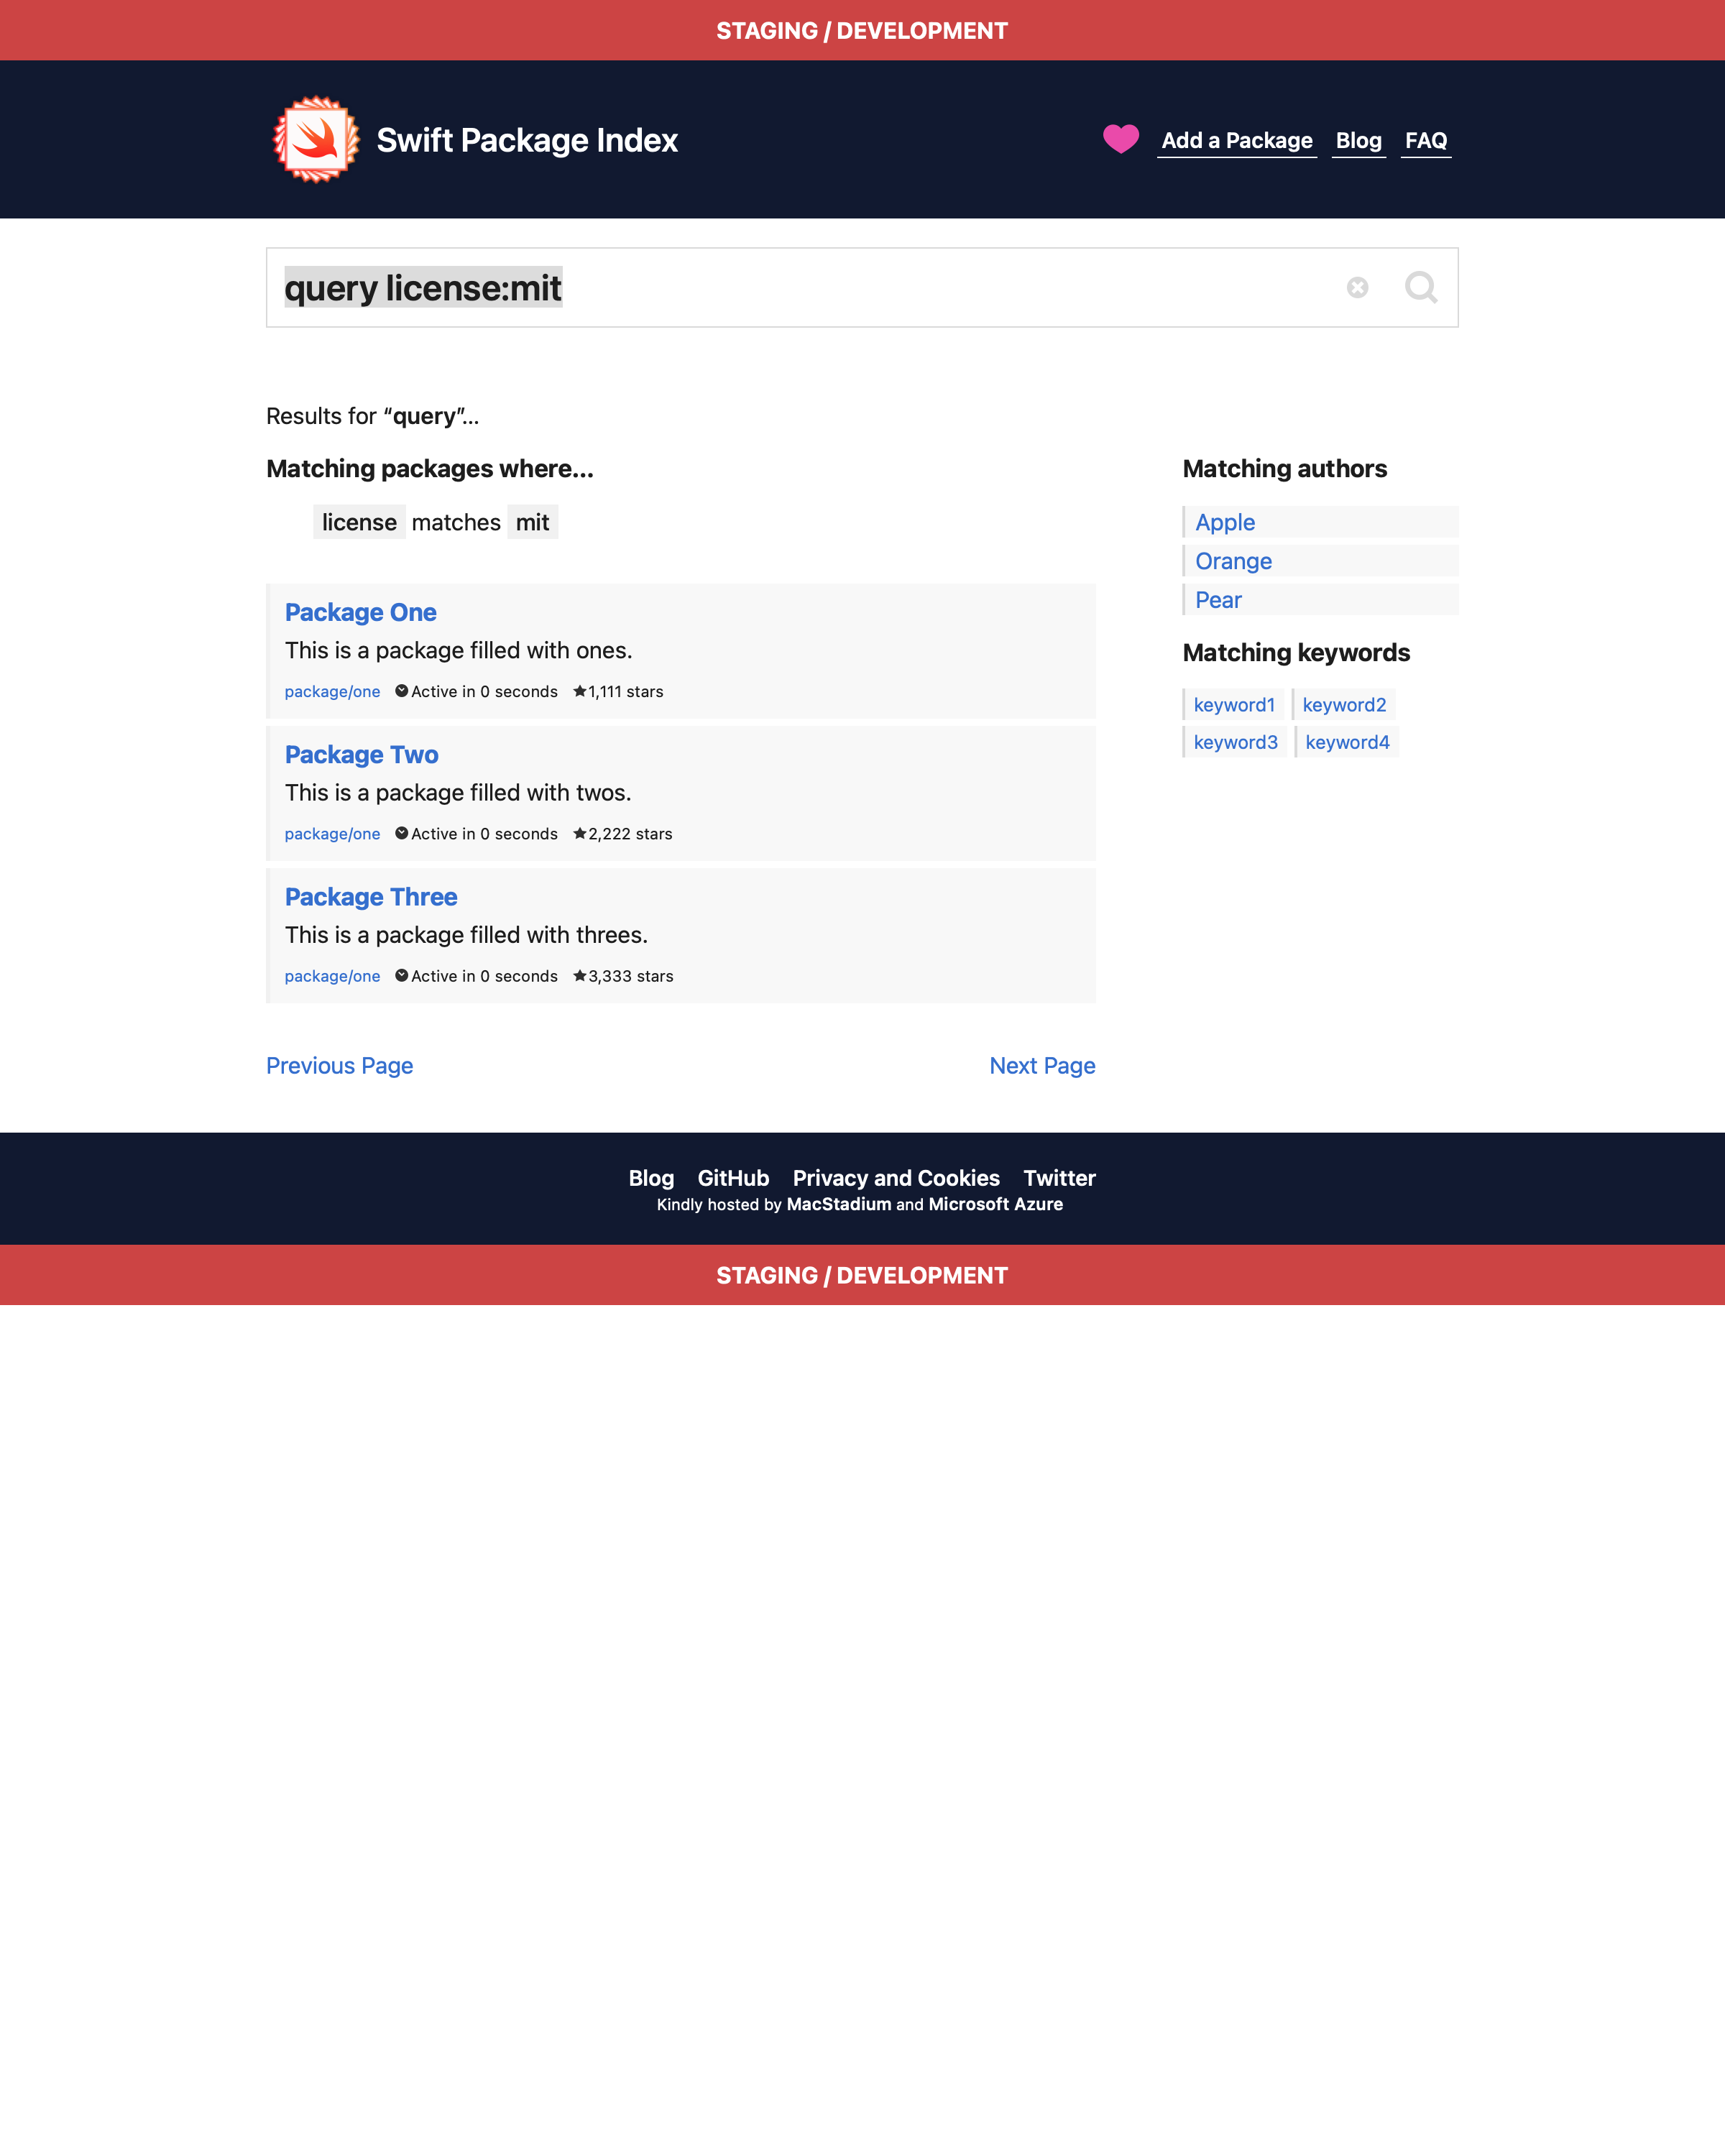 STAGING / DEVELOPMENT
Swift Package Index
Add a Package Blog FAQ
query license:mit
Results for “query”...
Matching packages where...
license matches mit
Package One
This is a package filled with ones.
package/one Active in 0 seconds 1,111 stars
Package Two
This is a package filled with twos.
package/one Active in 0 seconds 2,222 stars
Package Three
This is a package filled with threes.
package/one Active in 0 seconds 3,333 stars
Previous Page Next Page
Matching authors
Apple
Orange
Pear
Matching keywords
keyword1 keyword2
keyword3 keyword4
Blog GitHub Privacy and Cookies Twitter
Kindly hosted by MacStadium and Microsoft Azure
STAGING / DEVELOPMENT